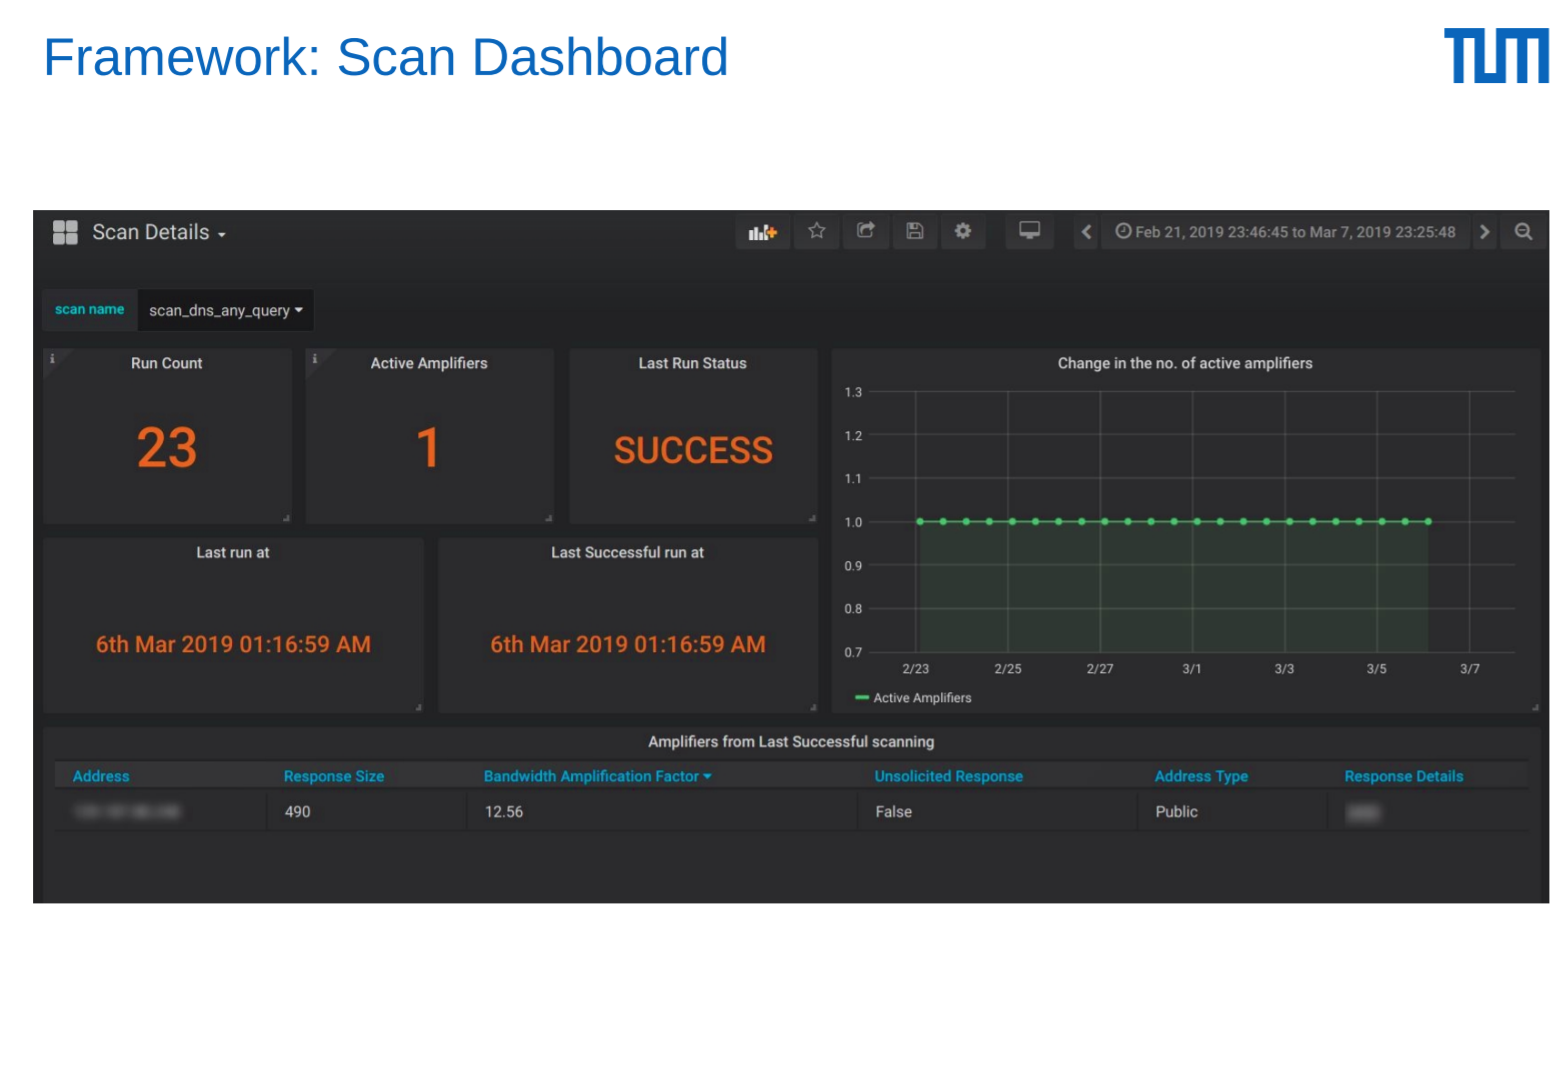 Framework: Scan Dashboard
TUM
Scan Details
Feb 21, 2019 23:46:45 to Mar 7, 2019 23:25:48
scan name
scan_dns_any_query
i
Run Count
23
i
Active Amplifiers
1
Last Run Status
SUCCESS
Last run at
6th Mar 2019 01:16:59 AM
Last Successful run at
6th Mar 2019 01:16:59 AM
Change in the no. of active amplifiers
1.3
1.2
1.1
1.0
0.9
0.8
0.7
2/23 2/25 2/27 3/1 3/3 3/5 3/7
Active Amplifiers
Amplifiers from Last Successful scanning
Address Response Size Bandwidth Amplification Factor Unsolicited Response Address Type Response Details
490 12.56 False Public